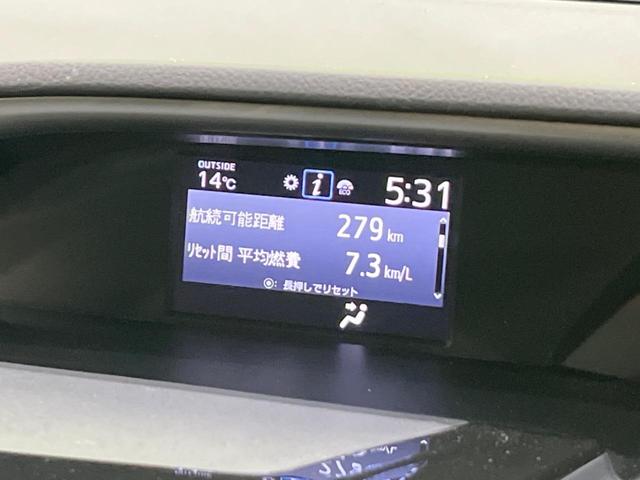 OUTSIDE
14℃
i
ECO
5:31
航続可能距離 279 km
リセット間 平均燃費 7.3 km/L
◎: 長押しでリセット